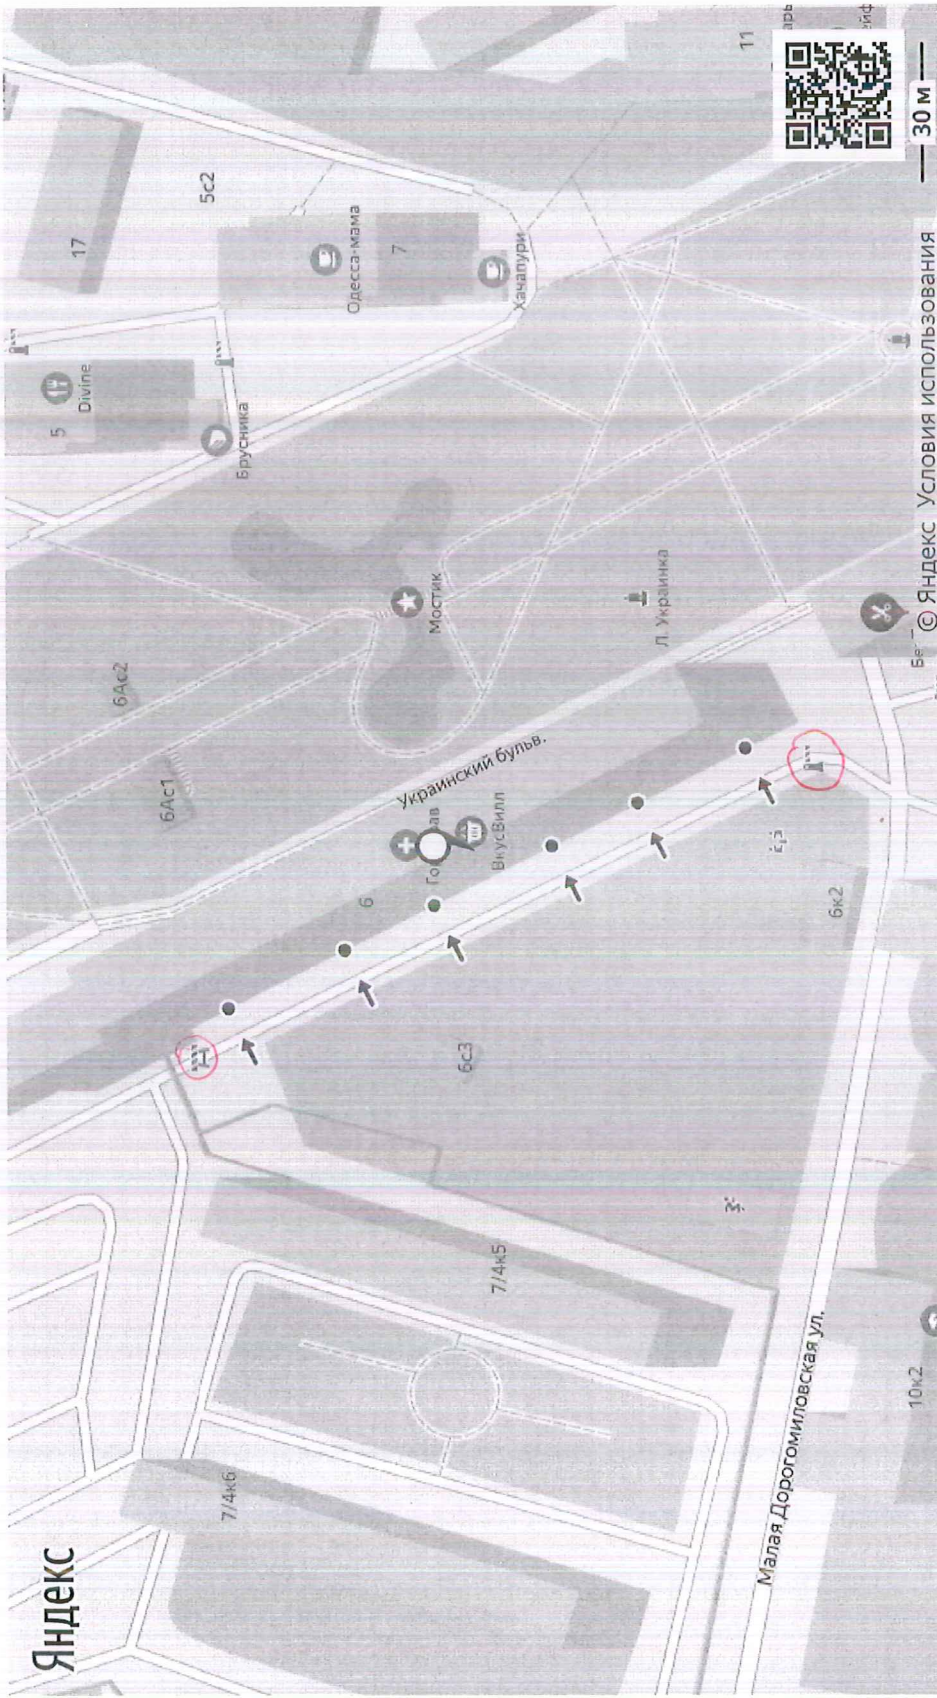 Яндекс
7/4к6
7/4к5
6с3
6
6Ас1
6Ас2
Украинский бульв.
ВкусВилл
Мостик
Л. Украинка
5
Divine
Брусника
17
5с2
Одесса-мама
7
Хачапури
11
6к2
Малая Дорогомиловская ул.
10к2
© Яндекс Условия использования
30 м